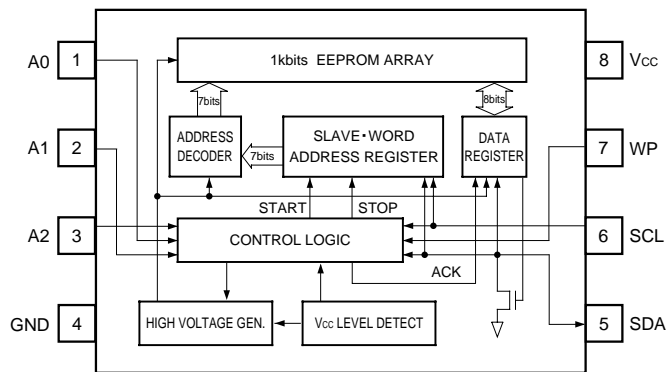 A0 1
1kbits EEPROM ARRAY
8 Vcc
7bits
8bits
A1 2
ADDRESS
DECODER
7bits
SLAVE・WORD
ADDRESS REGISTER
DATA
REGISTER
7 WP
START
STOP
A2 3
CONTROL LOGIC
6 SCL
ACK
GND 4
HIGH VOLTAGE GEN.
Vcc LEVEL DETECT
5 SDA